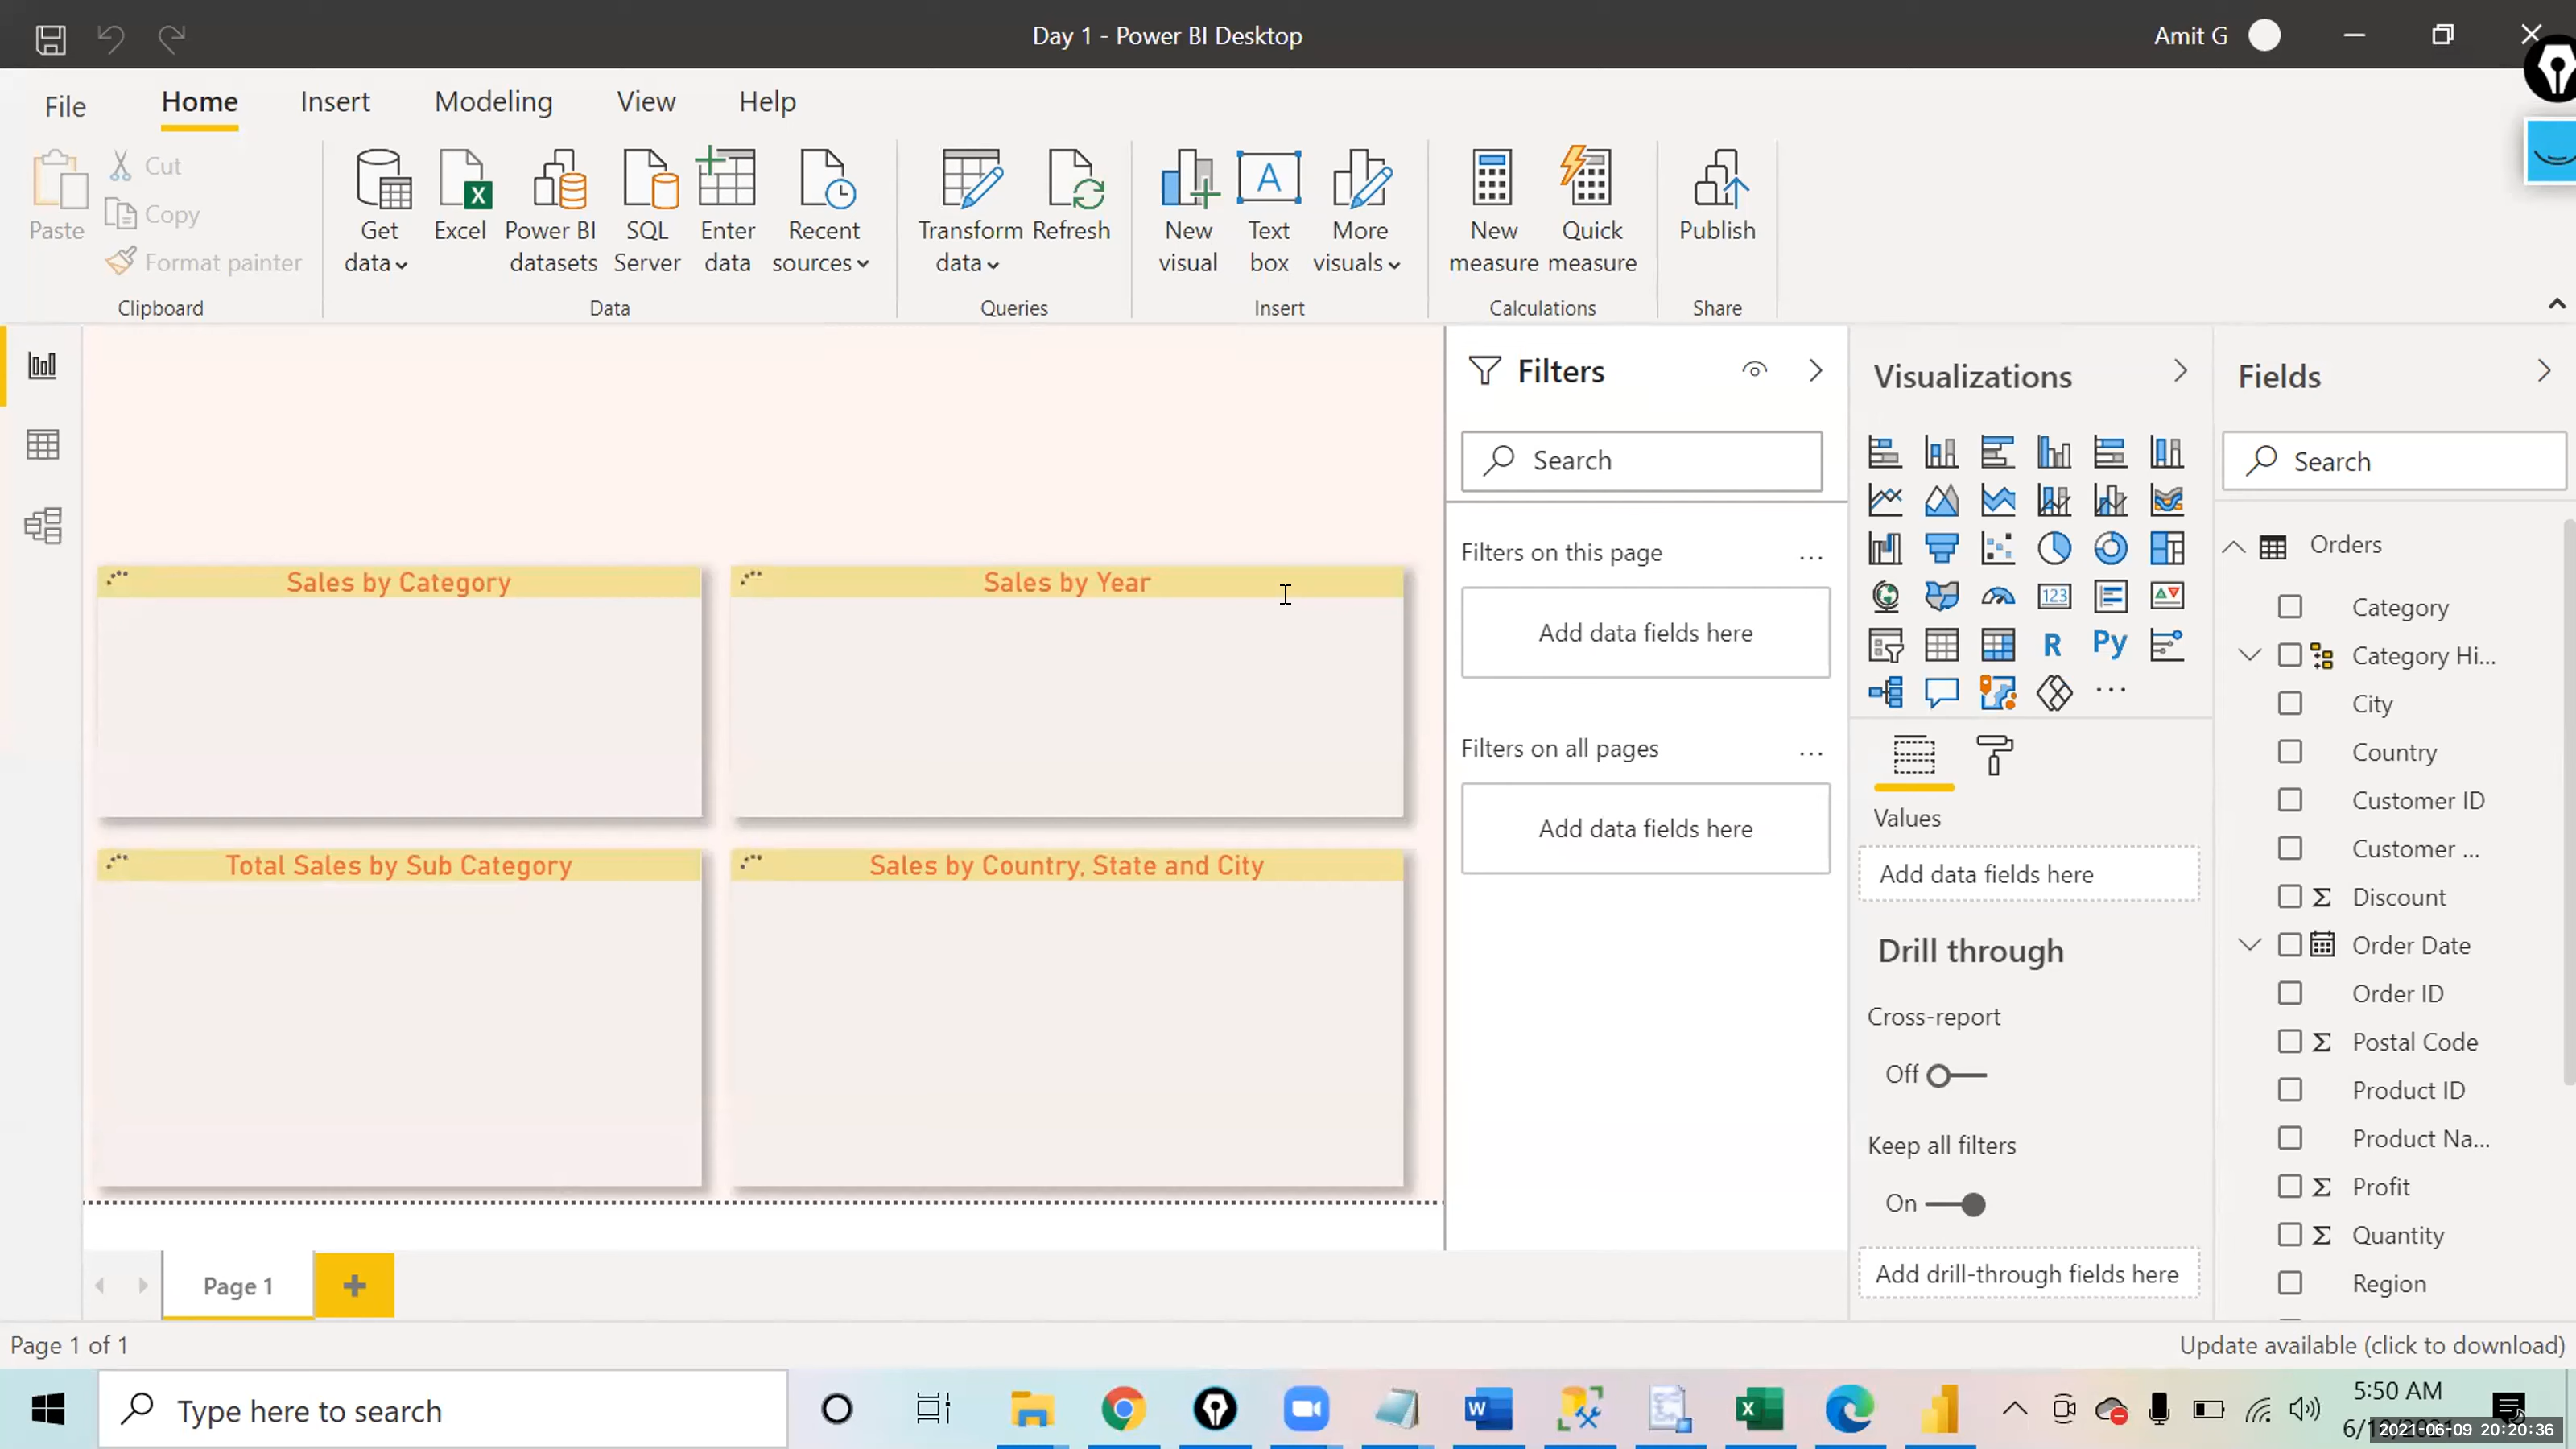 Day 1 - Power BI Desktop
Amit G
File
Home
Insert
Modeling
View
Help
Paste
Cut
Copy
Format painter
Clipboard
Get data
Excel
Power BI datasets
SQL Server
Enter data
Recent sources
Data
Transform data
Refresh
Queries
New visual
A
Text box
More visuals
Insert
New measure
Quick measure
Calculations
Publish
Share
Sales by Category
Sales by Year
Total Sales by Sub Category
Sales by Country, State and City
Filters
Search
Filters on this page
...
Add data fields here
Filters on all pages
...
Add data fields here
Visualizations
123
R
Py
...
Values
Add data fields here
Drill through
Cross-report
Off
Keep all filters
On
Add drill-through fields here
Fields
Search
Orders
Category
Category Hi...
City
Country
Customer ID
Customer ...
Σ Discount
Order Date
Order ID
Σ Postal Code
Product ID
Product Na...
Σ Profit
Σ Quantity
Region
Page 1
+
Page 1 of 1
Update available (click to download)
Type here to search
5:50 AM
2021-06-09 20:20:36